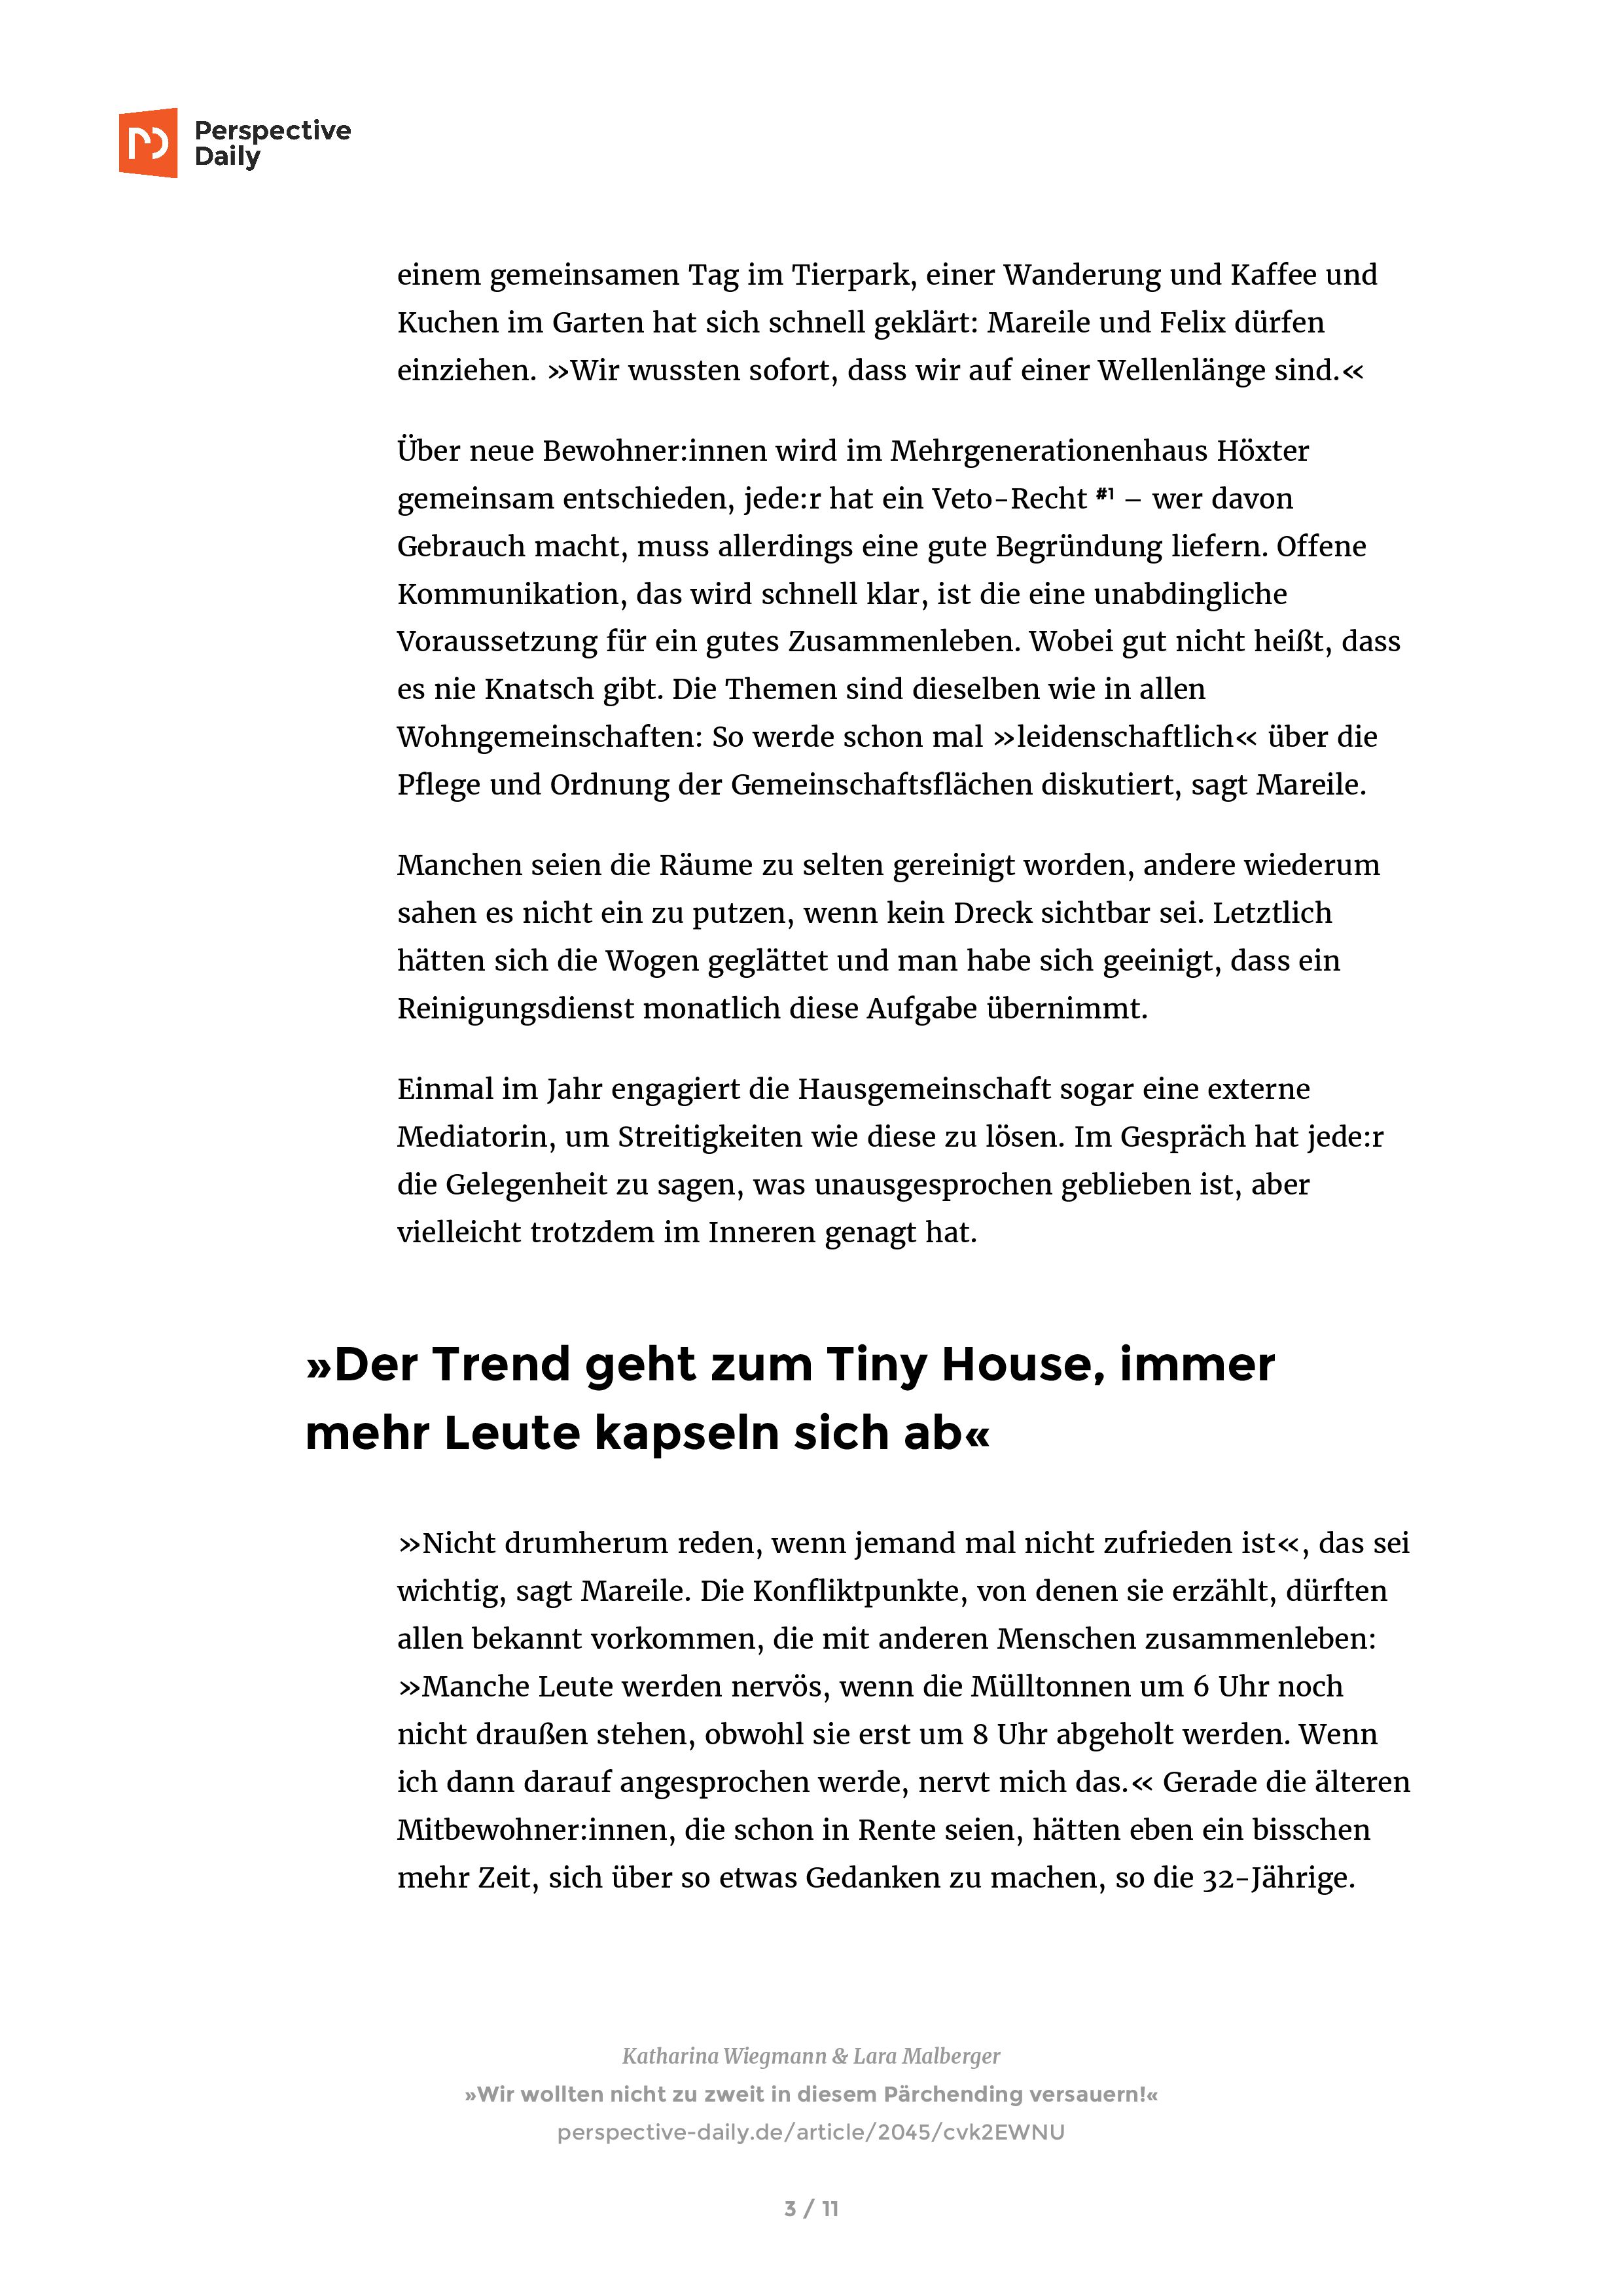 Perspective
Daily
einem gemeinsamen Tag im Tierpark, einer Wanderung und Kaffee und
Kuchen im Garten hat sich schnell geklärt: Mareile und Felix dürfen
einziehen. »Wir wussten sofort, dass wir auf einer Wellenlänge sind.«
Über neue Bewohner:innen wird im Mehrgenerationenhaus Höxter
gemeinsam entschieden, jede:r hat ein Veto-Recht #1 – wer davon
Gebrauch macht, muss allerdings eine gute Begründung liefern. Offene
Kommunikation, das wird schnell klar, ist die eine unabdingliche
Voraussetzung für ein gutes Zusammenleben. Wobei gut nicht heißt, dass
es nie Knatsch gibt. Die Themen sind dieselben wie in allen
Wohngemeinschaften: So werde schon mal »leidenschaftlich« über die
Pflege und Ordnung der Gemeinschaftsflächen diskutiert, sagt Mareile.
Manchen seien die Räume zu selten gereinigt worden, andere wiederum
sahen es nicht ein zu putzen, wenn kein Dreck sichtbar sei. Letztlich
hätten sich die Wogen geglättet und man habe sich geeinigt, dass ein
Reinigungsdienst monatlich diese Aufgabe übernimmt.
Einmal im Jahr engagiert die Hausgemeinschaft sogar eine externe
Mediatorin, um Streitigkeiten wie diese zu lösen. Im Gespräch hat jede:r
die Gelegenheit zu sagen, was unausgesprochen geblieben ist, aber
vielleicht trotzdem im Inneren genagt hat.
»Der Trend geht zum Tiny House, immer
mehr Leute kapseln sich ab«
»Nicht drumherum reden, wenn jemand mal nicht zufrieden ist«, das sei
wichtig, sagt Mareile. Die Konfliktpunkte, von denen sie erzählt, dürften
allen bekannt vorkommen, die mit anderen Menschen zusammenleben:
»Manche Leute werden nervös, wenn die Mülltonnen um 6 Uhr noch
nicht draußen stehen, obwohl sie erst um 8 Uhr abgeholt werden. Wenn
ich dann darauf angesprochen werde, nervt mich das.« Gerade die älteren
Mitbewohner:innen, die schon in Rente seien, hätten eben ein bisschen
mehr Zeit, sich über so etwas Gedanken zu machen, so die 32-Jährige.
Katharina Wiegmann & Lara Malberger
»Wir wollten nicht zu zweit in diesem Pärchending versauern!«
perspective-daily.de/article/2045/cvk2EWNU
3 / 11